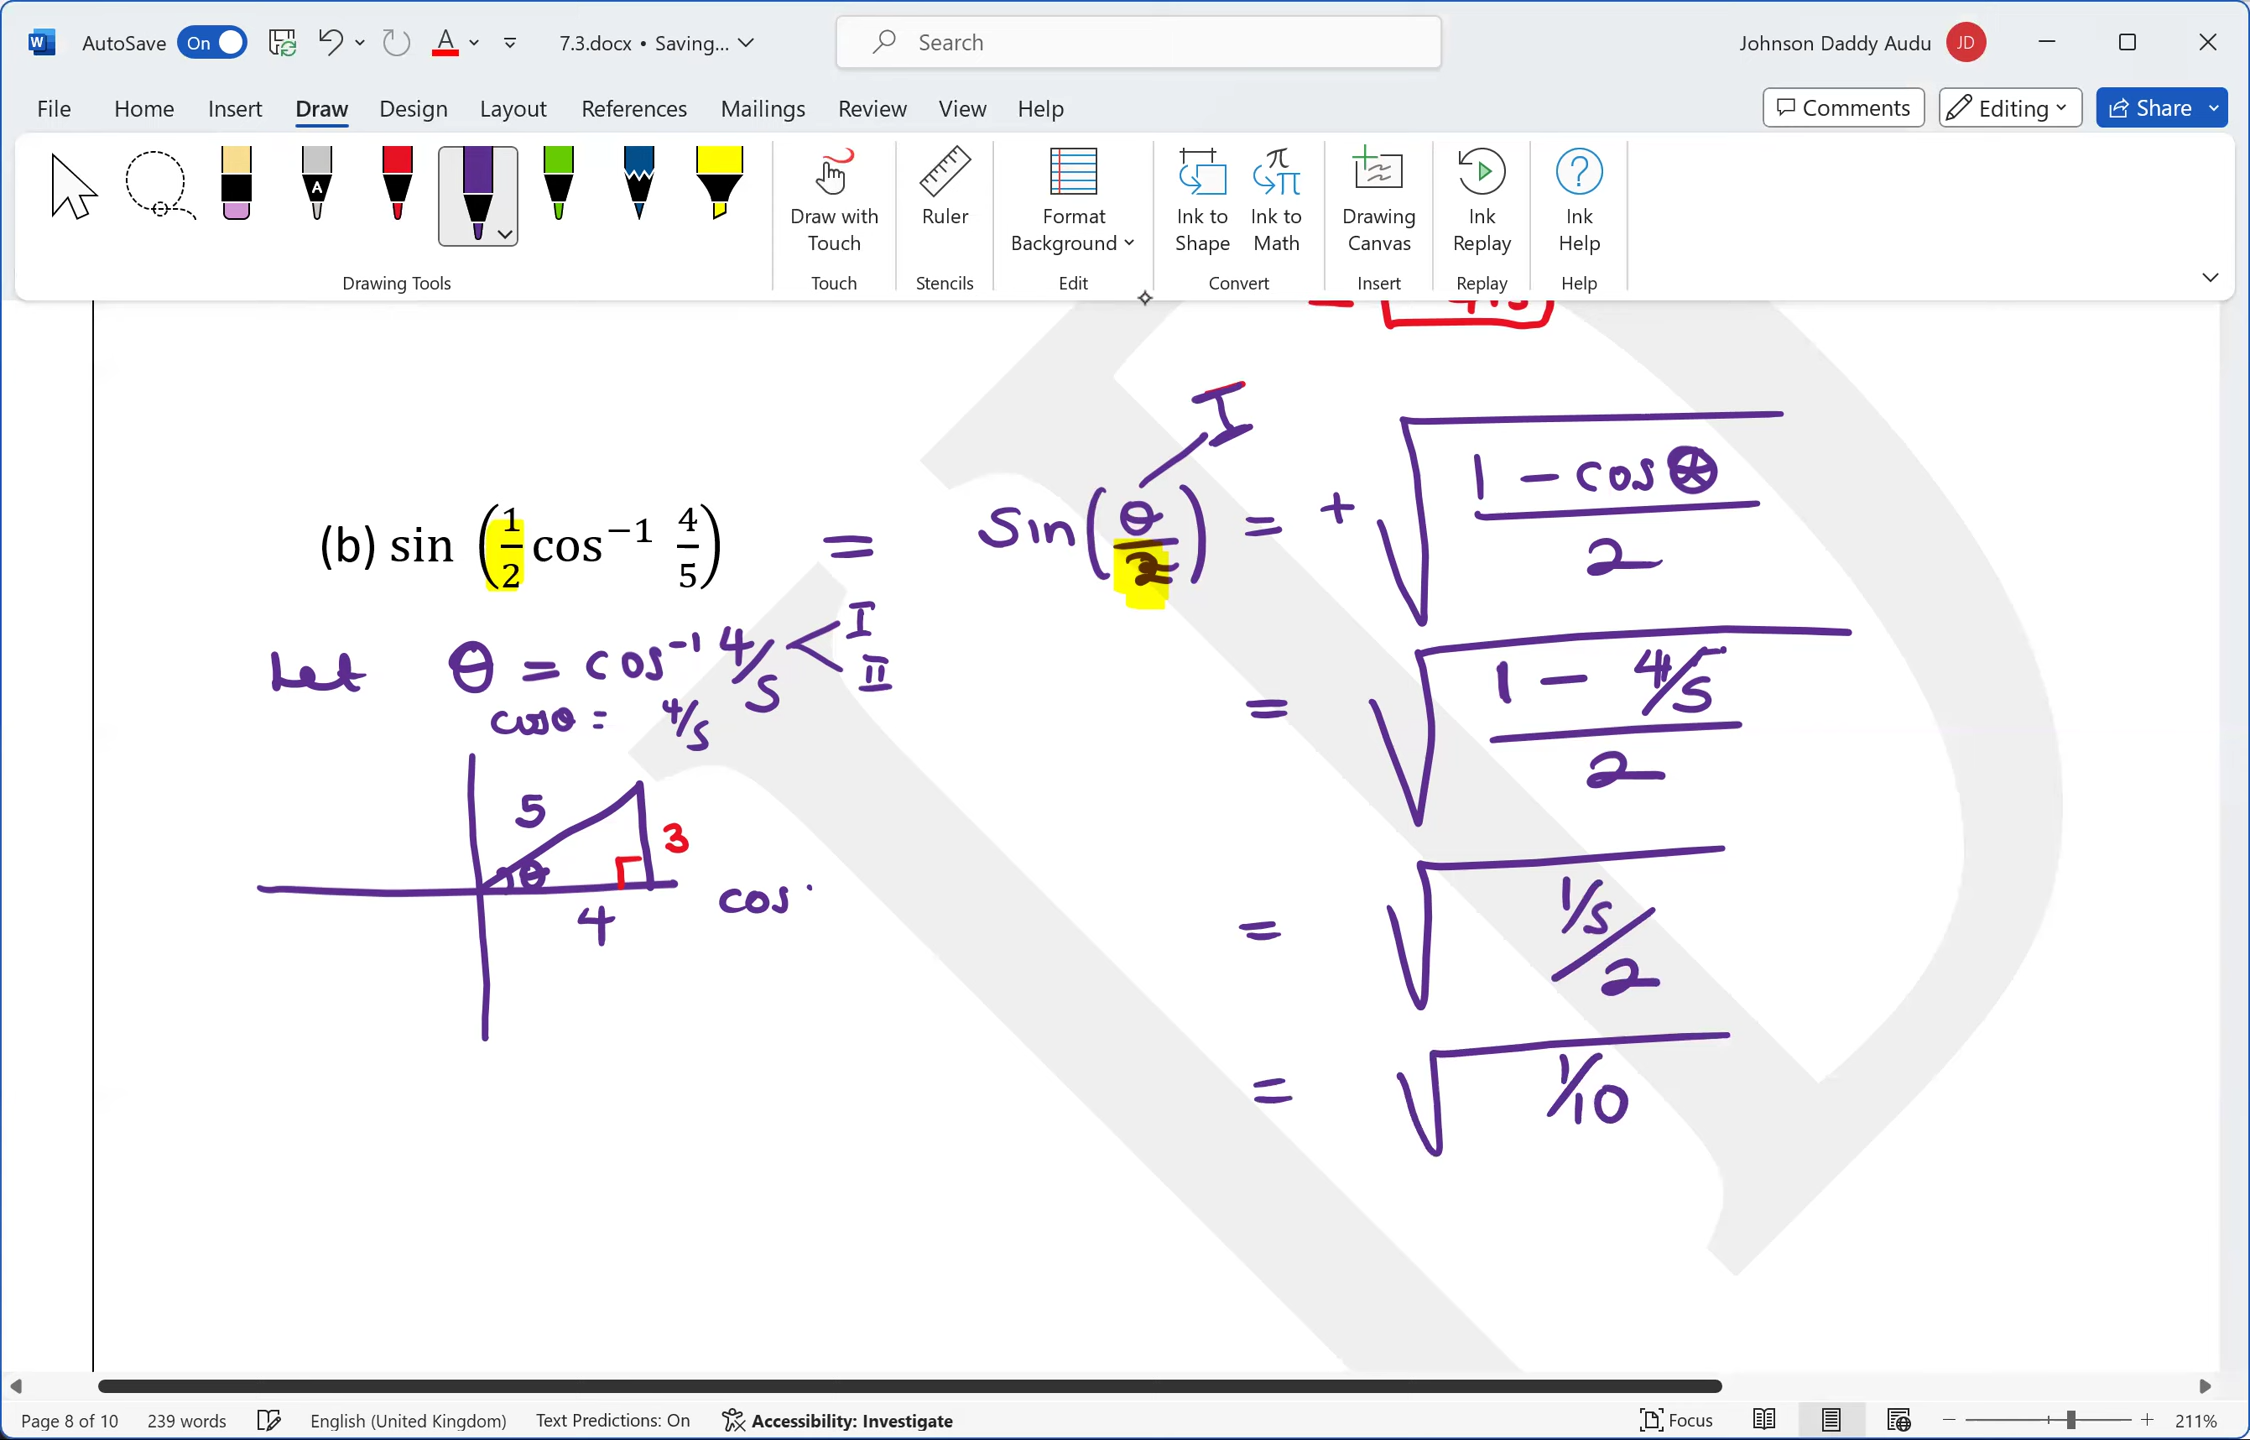 AutoSave On 7.3.docx • Saving... Search Johnson Daddy Audu JD
File Home Insert Draw Design Layout References Mailings Review View Help Comments Editing Share
A
Draw with Touch
Ruler
Format Background
Ink to Shape
Ink to Math
Drawing Canvas
Ink Replay
Ink Help
Drawing Tools Touch Stencils Edit Convert Insert Replay Help
I
(b) sin (1/2 cos⁻¹ 4/5) = Sin(θ/2) = + √((1 - cos θ)/2)
Let θ = cos⁻¹ 4/5 < I II
cosθ = 4/5
= √((1 - 4/5)/2)
5 3
θ
4 cos
= √((1/5)/2)
= √(1/10)
Page 8 of 10 239 words English (United Kingdom) Text Predictions: On Accessibility: Investigate Focus 211%